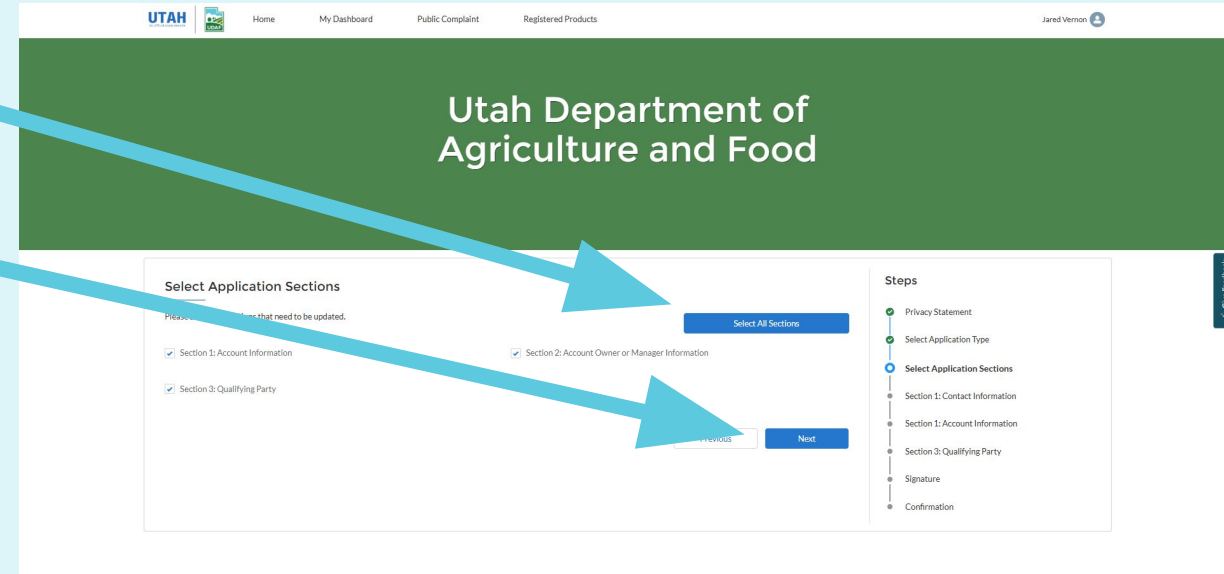 UTAH
UDAF
Home
My Dashboard
Public Complaint
Registered Products
Jared Vernon
Utah Department of
Agriculture and Food
Select Application Sections
Please that need to be updated.
Select All Sections
Section 1: Account Information
Section 2: Account Owner or Manager Information
Section 3: Qualifying Party
Previous
Next
Steps
Privacy Statement
Select Application Type
Select Application Sections
Section 1: Contact Information
Section 1: Account Information
Section 3: Qualifying Party
Signature
Confirmation